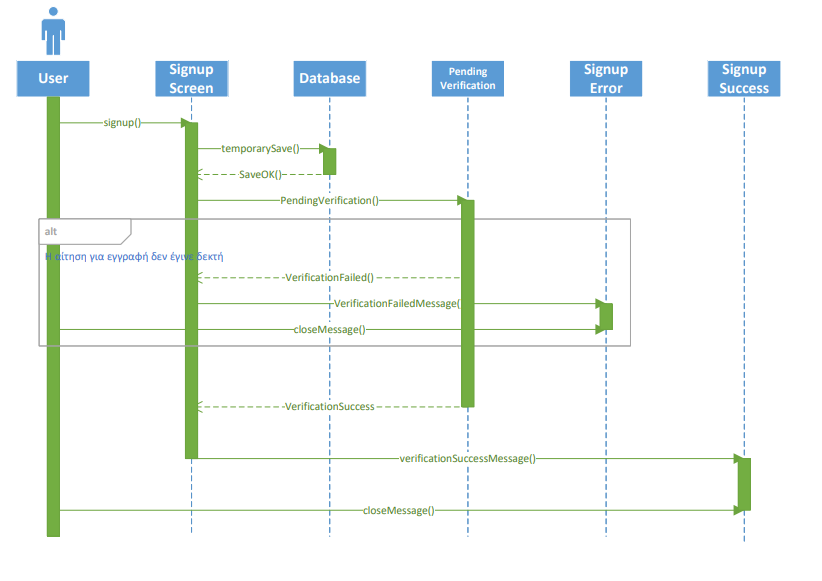 User
Signup
Screen
Database
Pending
Verification
Signup
Error
Signup
Success
signup()
temporarySave()
SaveOK()
PendingVerification()
alt
Η αίτηση για εγγραφή δεν έγινε δεκτή
VerificationFailed()
VerificationFailedMessage(
closeMessage()
VerificationSuccess
verificationSuccessMessage()
closeMessage()